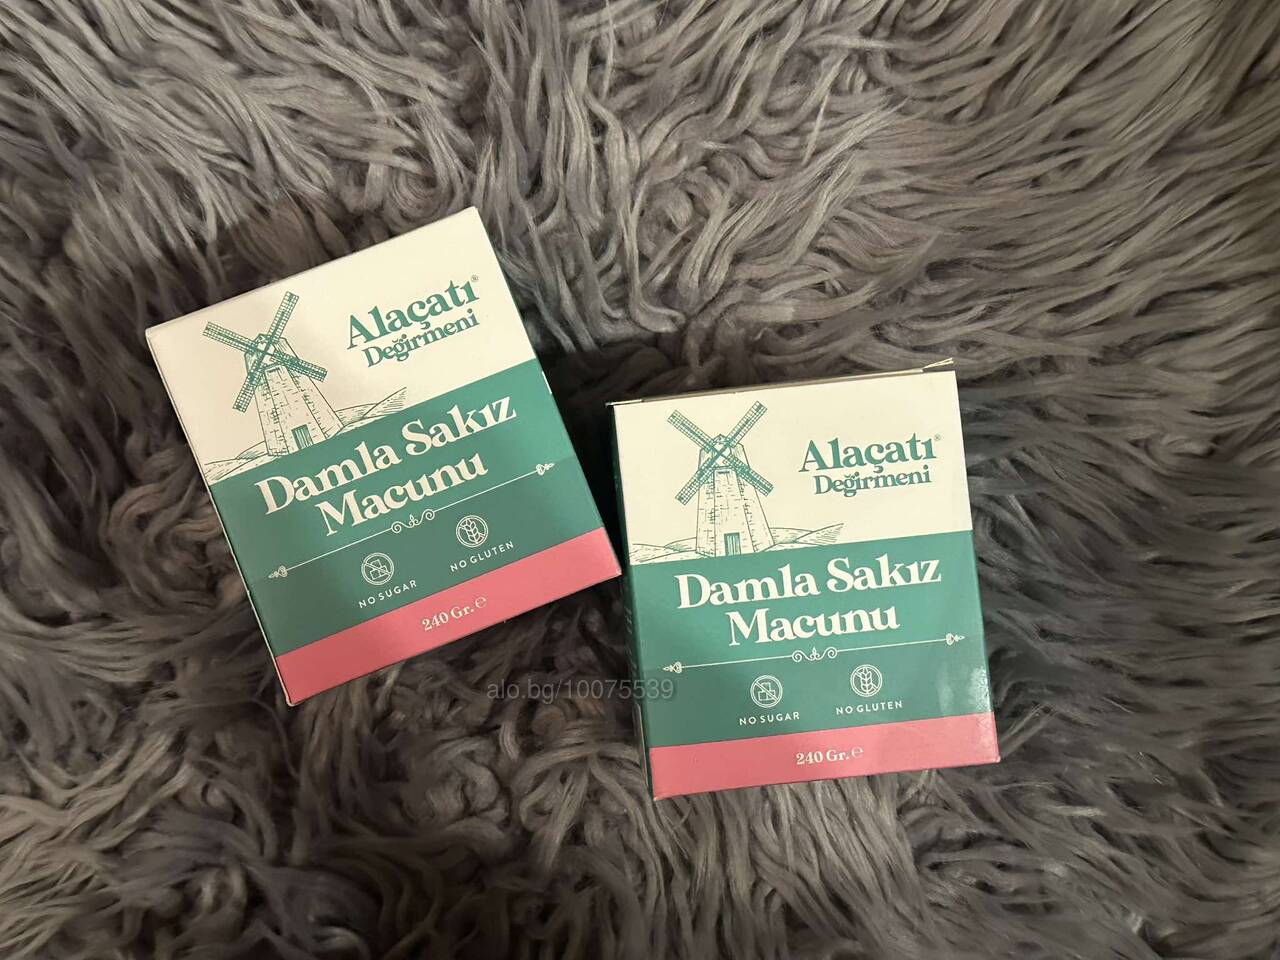 Alaçatı®
Değirmeni
Damla Sakız
Macunu
NO SUGAR
NO GLUTEN
240 Gr. ℮
Alaçatı®
Değirmeni
Damla Sakız
Macunu
NO SUGAR
NO GLUTEN
240 Gr. ℮
alo.bg/10075539